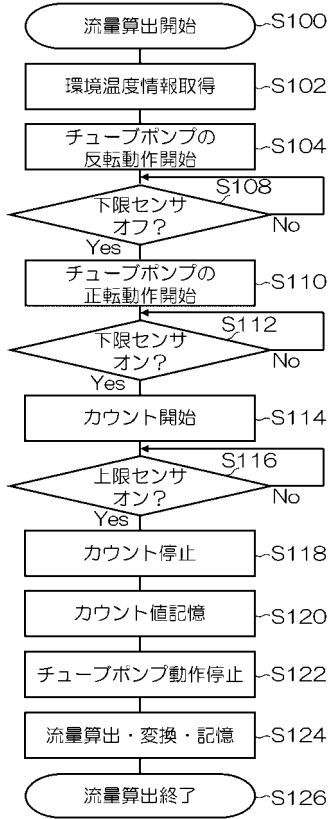 流量算出開始 S100
環境温度情報取得 S102
チューブポンプの
反転動作開始 S104
S108
下限センサ
オフ?
No
Yes
チューブポンプの
正転動作開始 S110
S112
下限センサ
オン?
No
Yes
カウント開始 S114
S116
上限センサ
オン?
No
Yes
カウント停止 S118
カウント値記憶 S120
チューブポンプ動作停止 S122
流量算出・変換・記憶 S124
流量算出終了 S126